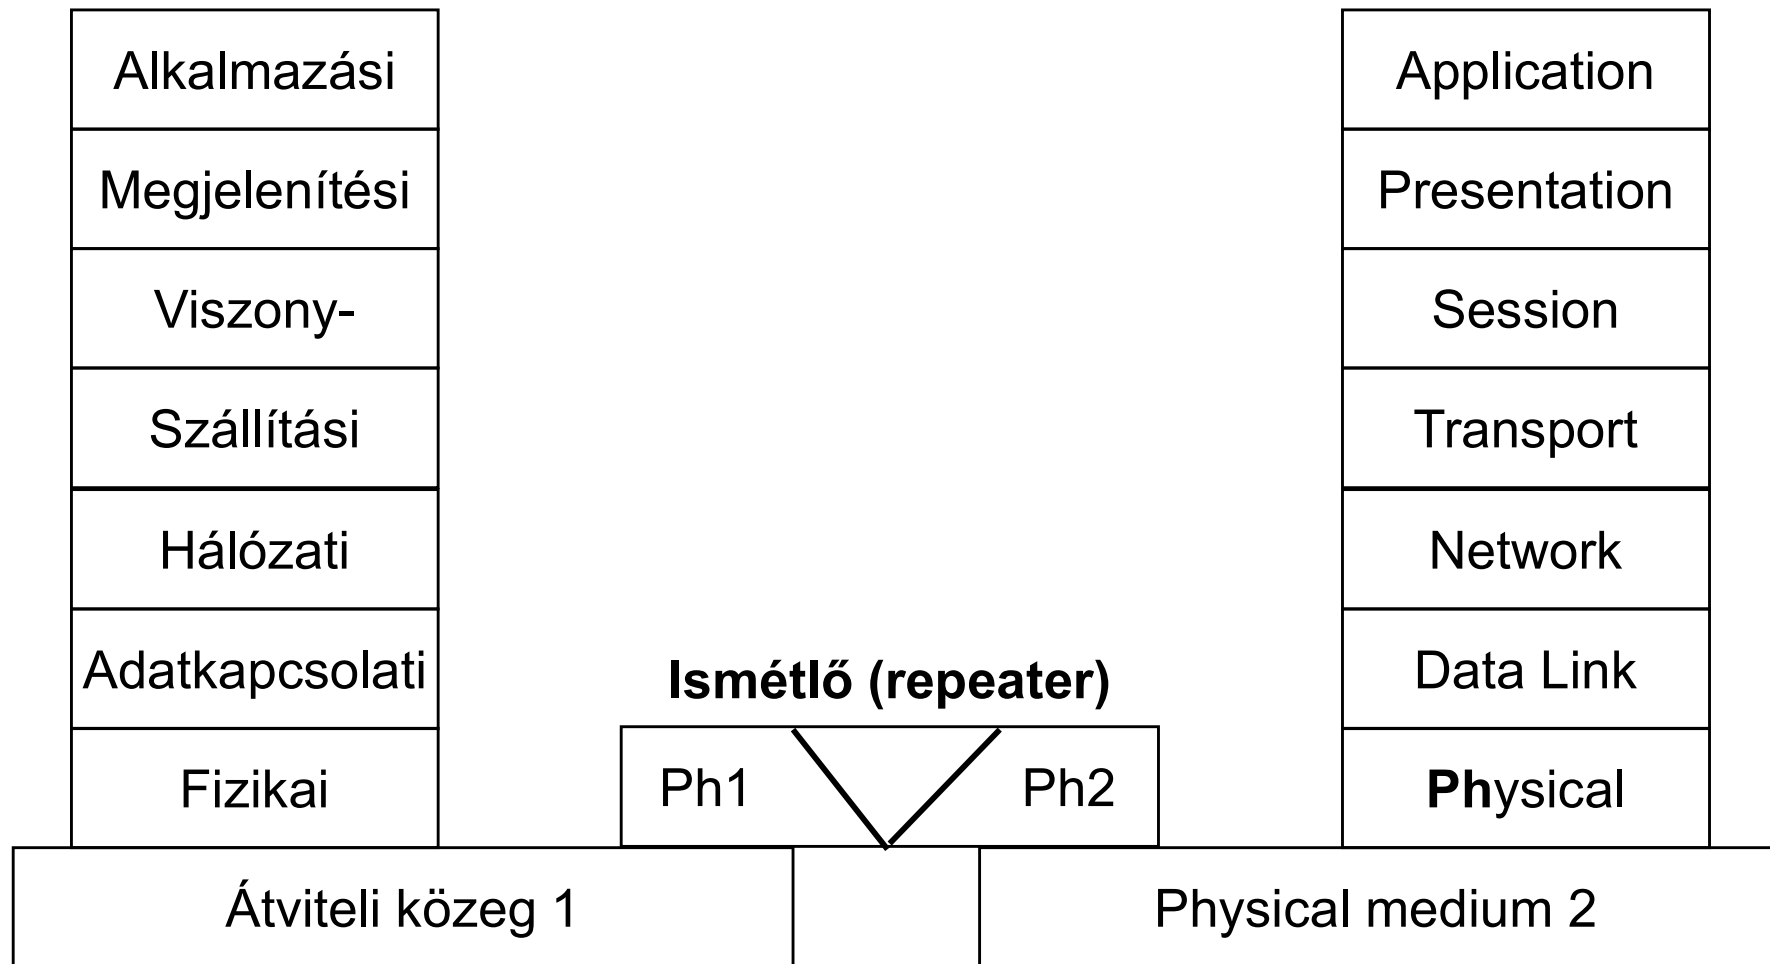 Alkalmazási
Megjelenítési
Viszony-
Szállítási
Hálózati
Adatkapcsolati
Fizikai
Átviteli közeg 1
Ismétlő (repeater)
Ph1
Ph2
Application
Presentation
Session
Transport
Network
Data Link
Physical
Physical medium 2